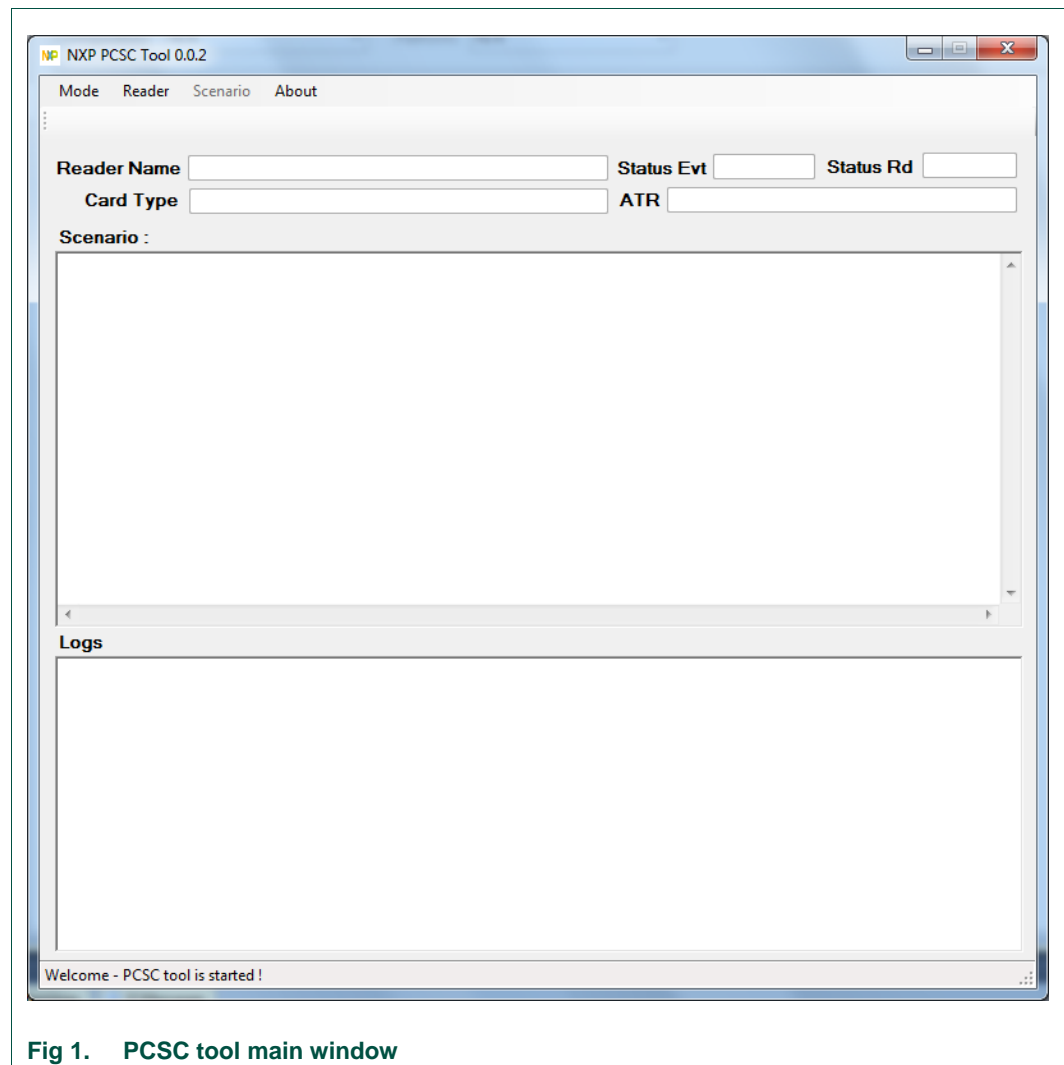 NXP PCSC Tool 0.0.2
Mode Reader Scenario About
Reader Name Status Evt Status Rd
Card Type ATR
Scenario :
Logs
Welcome - PCSC tool is started !
Fig 1. PCSC tool main window